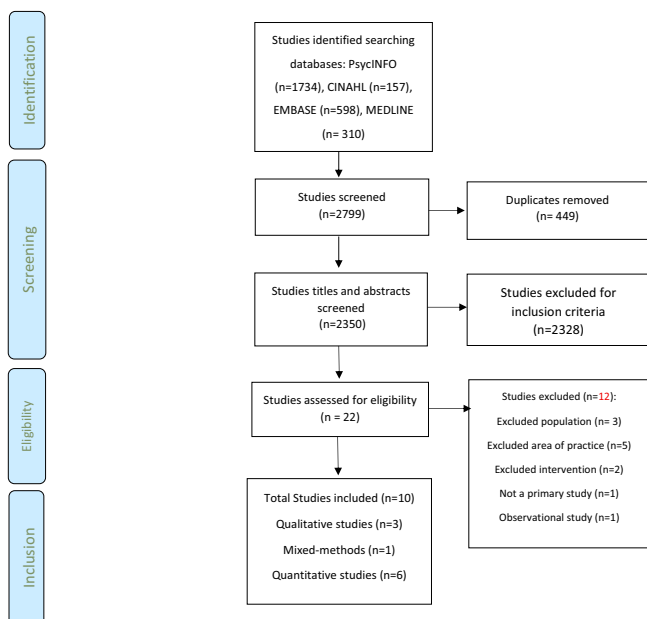 Identification
Studies identified searching
databases: PsycINFO
(n=1734), CINAHL (n=157),
EMBASE (n=598), MEDLINE
(n= 310)
Screening
Studies screened
(n=2799)
Duplicates removed
(n= 449)
Studies titles and abstracts
screened
(n=2350)
Studies excluded for
inclusion criteria
(n=2328)
Eligibility
Studies assessed for eligibility
(n = 22)
Studies excluded (n=12):
Excluded population (n= 3)
Excluded area of practice (n=5)
Excluded intervention (n=2)
Not a primary study (n=1)
Observational study (n=1)
Inclusion
Total Studies included (n=10)
Qualitative studies (n=3)
Mixed-methods (n=1)
Quantitative studies (n=6)